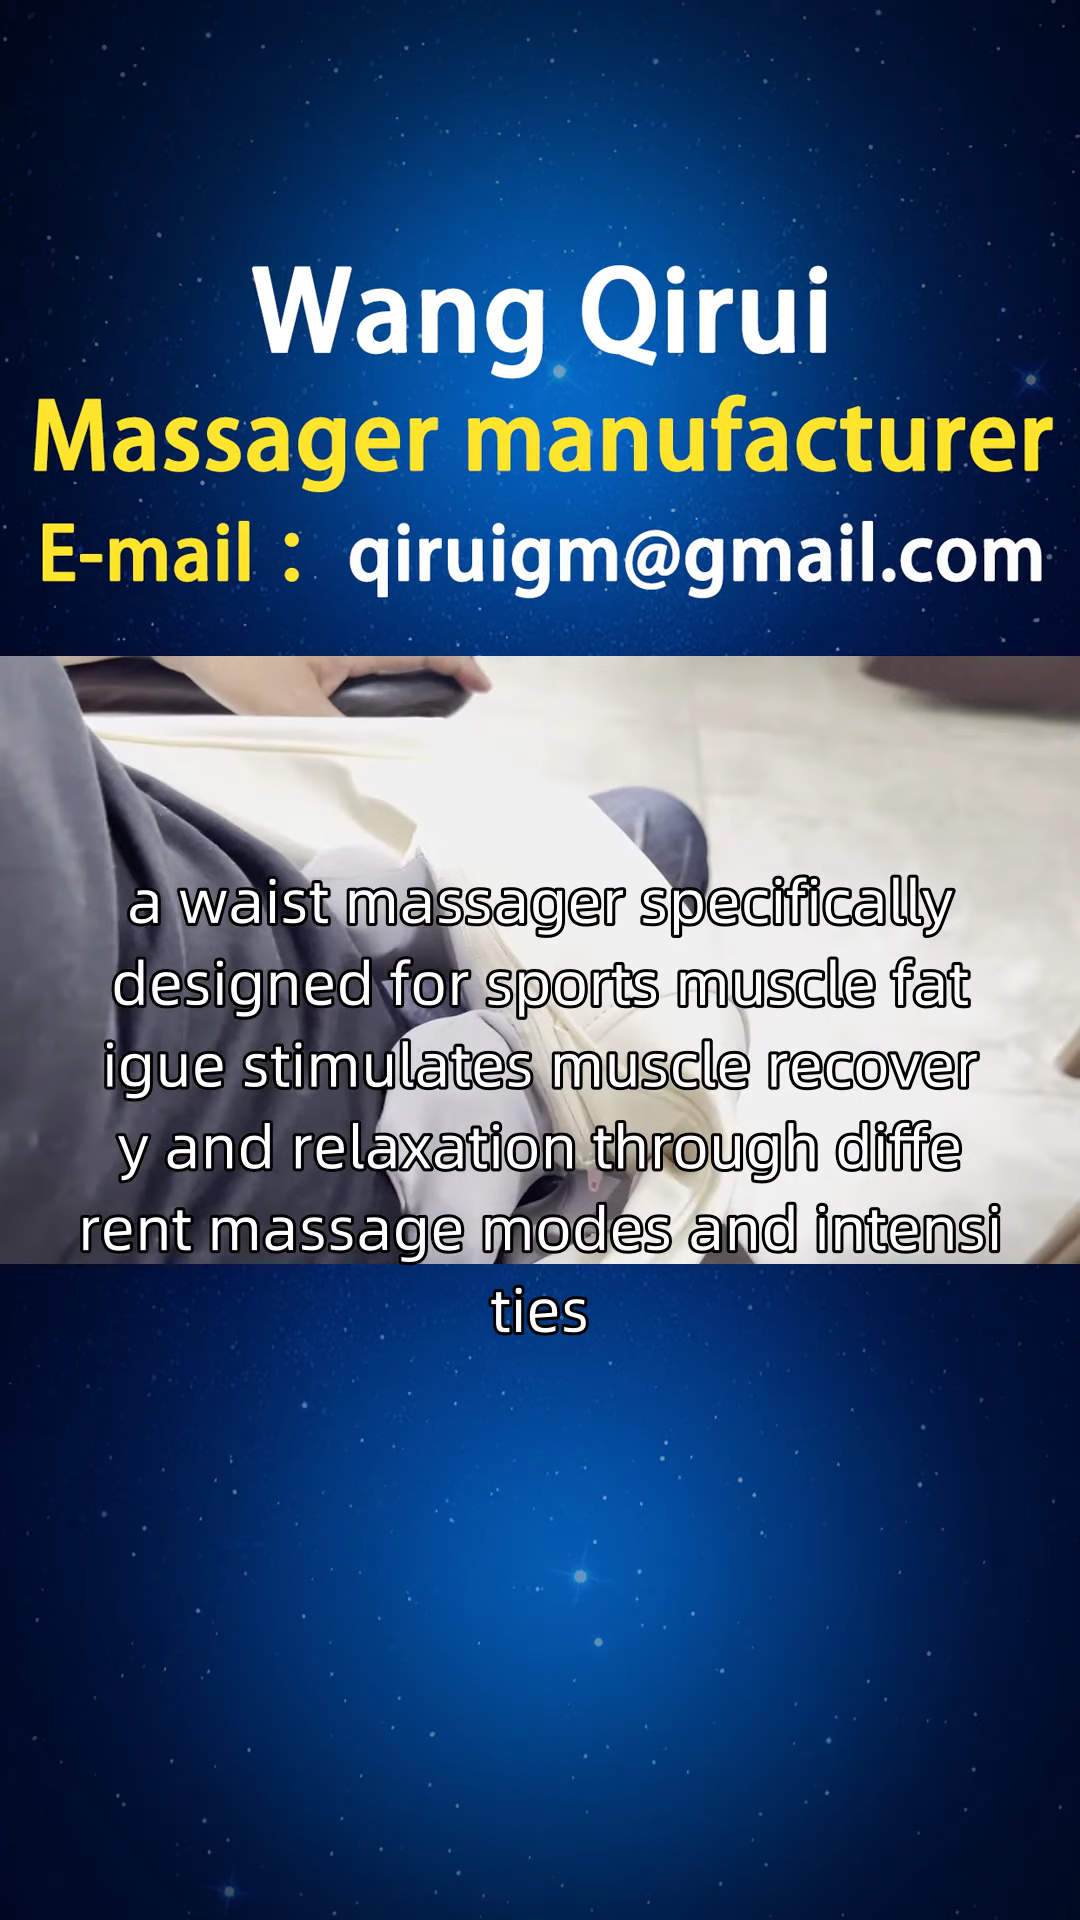 Wang Qirui
Massager manufacturer
E-mail： qiruigm@gmail.com
a waist massager specifically
designed for sports muscle fat
igue stimulates muscle recover
y and relaxation through diffe
rent massage modes and intensi
ties